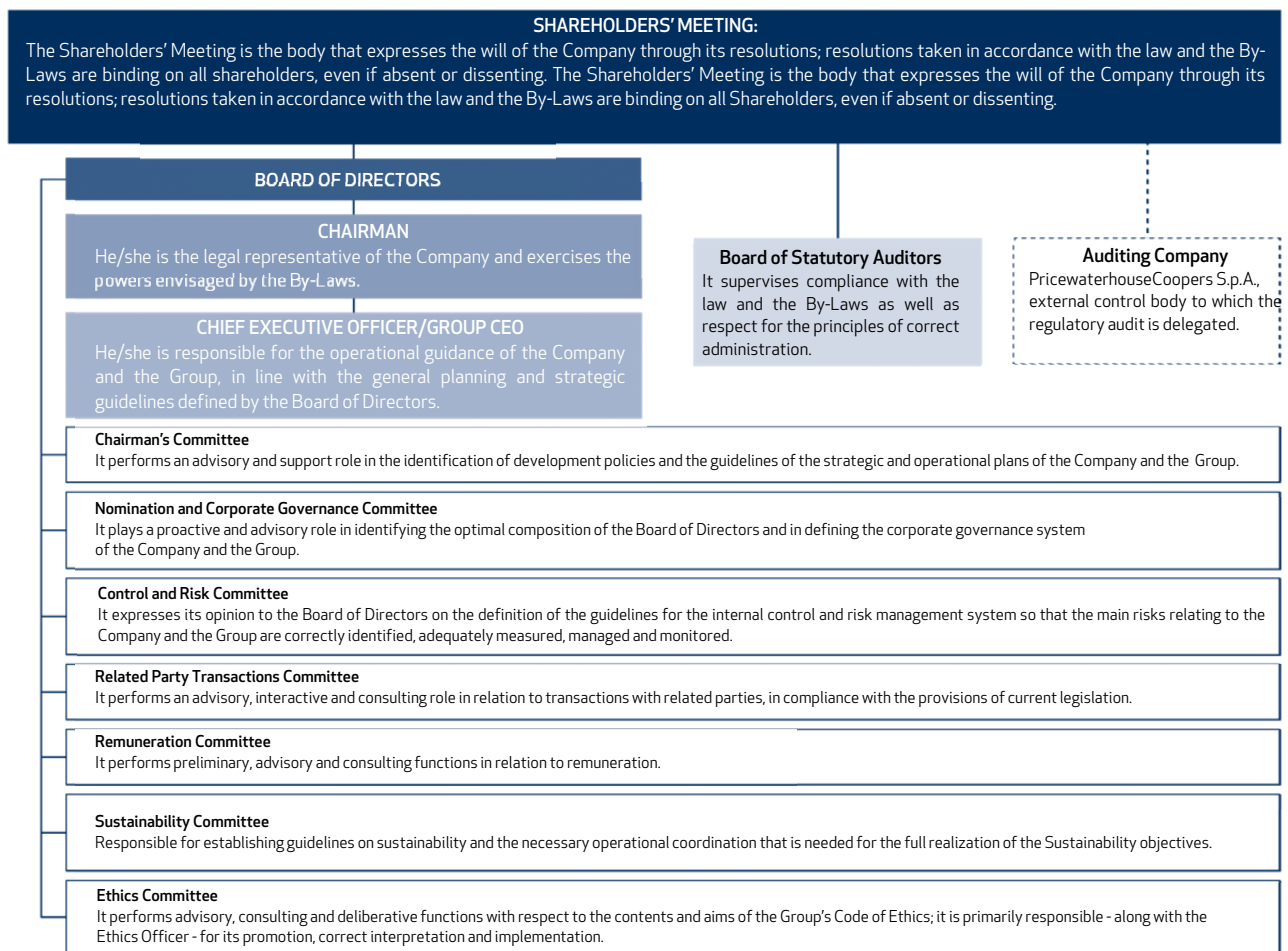 SHAREHOLDERS' MEETING:
The Shareholders' Meeting is the body that expresses the will of the Company through its resolutions; resolutions taken in accordance with the law and the By-
Laws are binding on all shareholders, even if absent or dissenting. The Shareholders' Meeting is the body that expresses the will of the Company through its
resolutions; resolutions taken in accordance with the law and the By-Laws are binding on all Shareholders, even if absent or dissenting.
BOARD OF DIRECTORS
CHAIRMAN
He/she is the legal representative of the Company and exercises the
powers envisaged by the By-Laws.
CHIEF EXECUTIVE OFFICER/GROUP CEO
He/she is responsible for the operational guidance of the Company
and the Group, in line with the general planning and strategic
guidelines defined by the Board of Directors.
Board of Statutory Auditors
It supervises compliance with the
law and the By-Laws as well as
respect for the principles of correct
administration.
Auditing Company
PricewaterhouseCoopers S.p.A.,
external control body to which the
regulatory audit is delegated.
Chairman's Committee
It performs an advisory and support role in the identification of development policies and the guidelines of the strategic and operational plans of the Company and the Group.
Nomination and Corporate Governance Committee
It plays a proactive and advisory role in identifying the optimal composition of the Board of Directors and in defining the corporate governance system
of the Company and the Group.
Control and Risk Committee
It expresses its opinion to the Board of Directors on the definition of the guidelines for the internal control and risk management system so that the main risks relating to the
Company and the Group are correctly identified, adequately measured, managed and monitored.
Related Party Transactions Committee
It performs an advisory, interactive and consulting role in relation to transactions with related parties, in compliance with the provisions of current legislation.
Remuneration Committee
It performs preliminary, advisory and consulting functions in relation to remuneration.
Sustainability Committee
Responsible for establishing guidelines on sustainability and the necessary operational coordination that is needed for the full realization of the Sustainability objectives.
Ethics Committee
It performs advisory, consulting and deliberative functions with respect to the contents and aims of the Group's Code of Ethics; it is primarily responsible - along with the
Ethics Officer - for its promotion, correct interpretation and implementation.